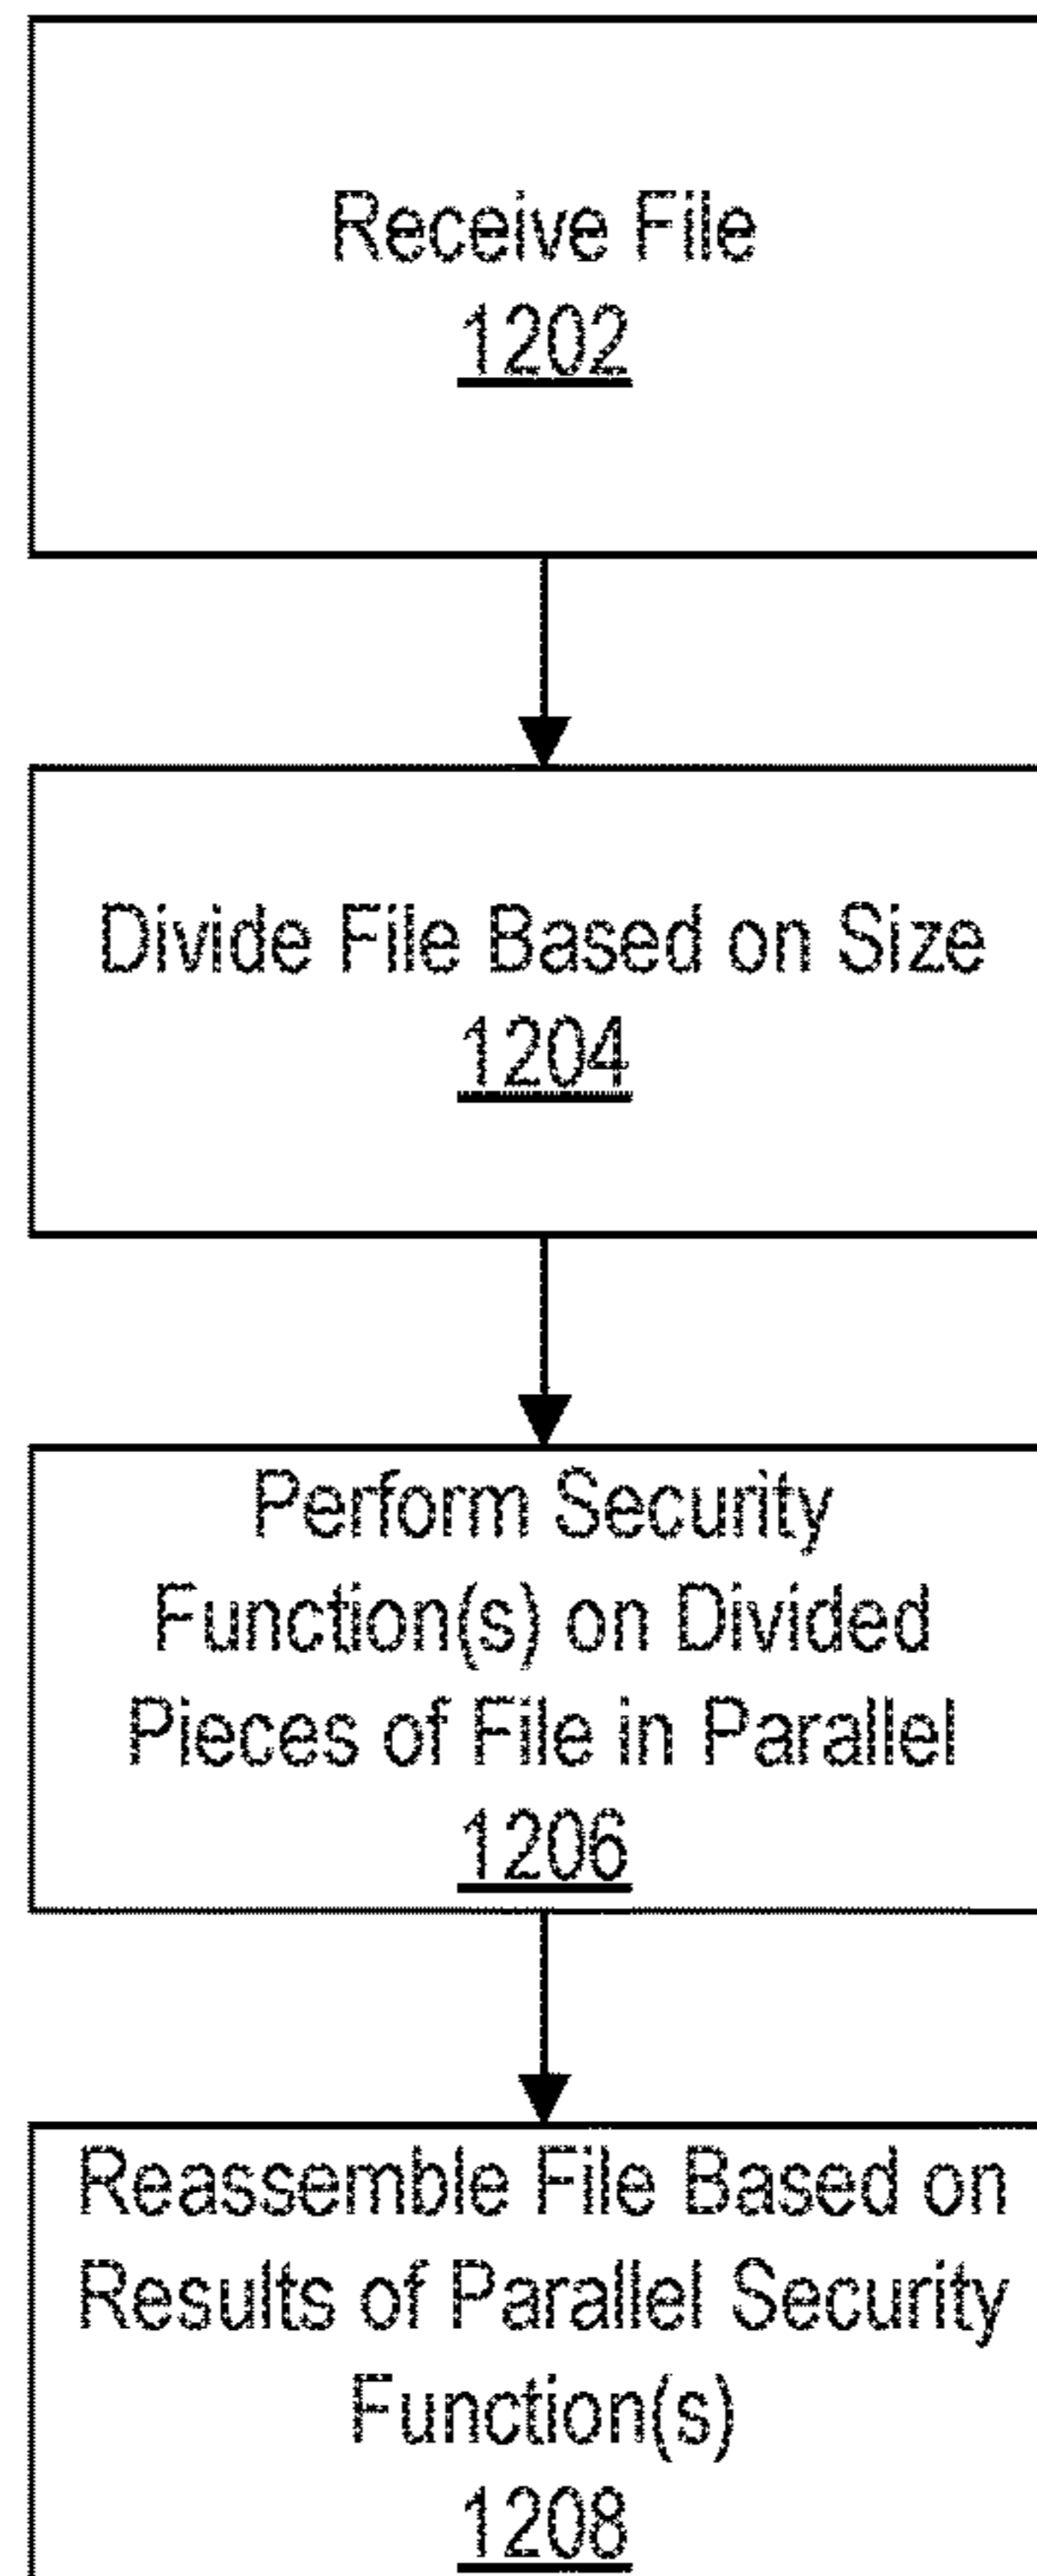 Receive File
1202
Divide File Based on Size
1204
Perform Security
Function(s) on Divided
Pieces of File in Parallel
1206
Reassemble File Based on
Results of Parallel Security
Function(s)
1208